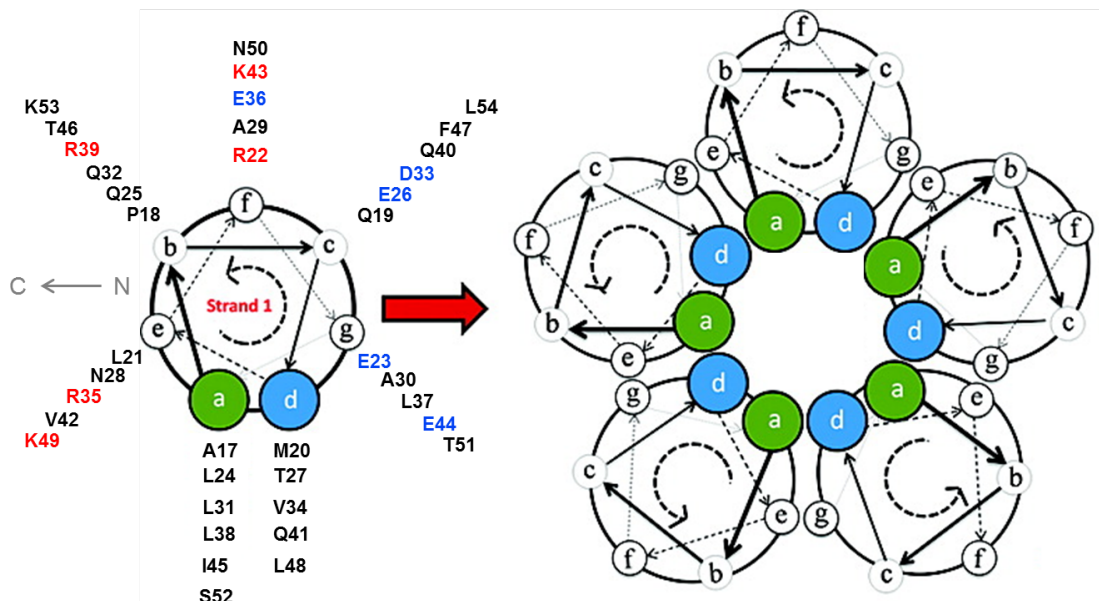 N50
K43
E36
A29
R22
K53
T46
R39
Q32
Q25
P18
L54
F47
Q40
D33
E26
Q19
C N
f
b
c
Strand 1
e
g
a
d
L21
N28
R35
V42
K49
E23
A30
L37
E44
T51
A17 M20
L24 T27
L31 V34
L38 Q41
I45 L48
S52
f
b
c
e
g
a
d
c
g
f
d
b
a
e
e
b
f
a
d
c
g
g
d
a
c
e
f
b
a
e
d
b
g
f
c